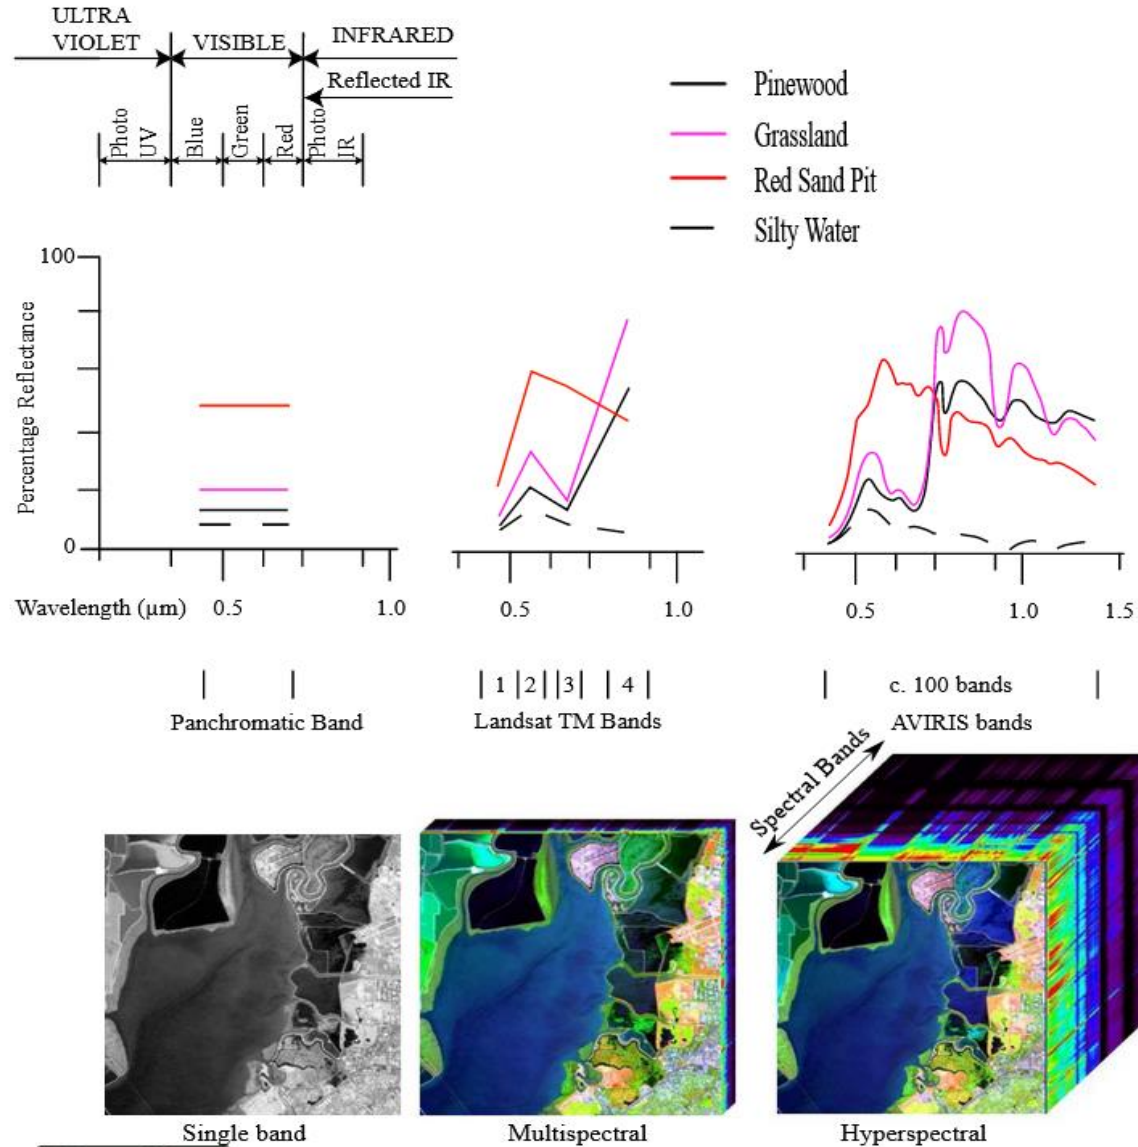 ULTRA
VIOLET
VISIBLE
INFRARED
Reflected IR
Photo
UV
Blue
Green
Red
Photo
IR
Pinewood
Grassland
Red Sand Pit
Silty Water
100
Percentage Reflectance
0
Wavelength (µm) 0.5 1.0 0.5 1.0 0.5 1.0 1.5
1 2 3 4 c. 100 bands
Panchromatic Band Landsat TM Bands AVIRIS bands
Spectral Bands
Single band Multispectral Hyperspectral